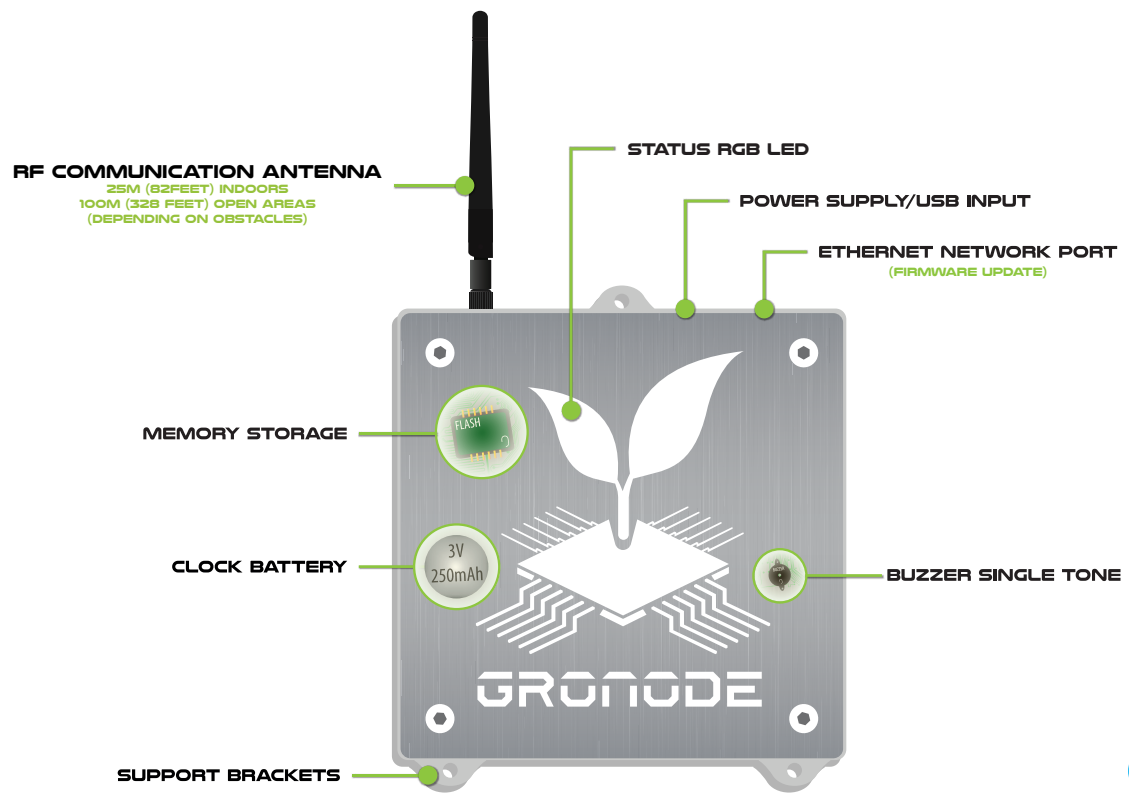 RF COMMUNICATION ANTENNA
25M (82FEET) INDOORS
100M (328 FEET) OPEN AREAS
(DEPENDING ON OBSTACLES)
STATUS RGB LED
POWER SUPPLY/USB INPUT
ETHERNET NETWORK PORT
(FIRMWARE UPDATE)
MEMORY STORAGE
FLASH
CLOCK BATTERY
3V
250mAh
BUZZER
BUZZER SINGLE TONE
GRONODE
SUPPORT BRACKETS